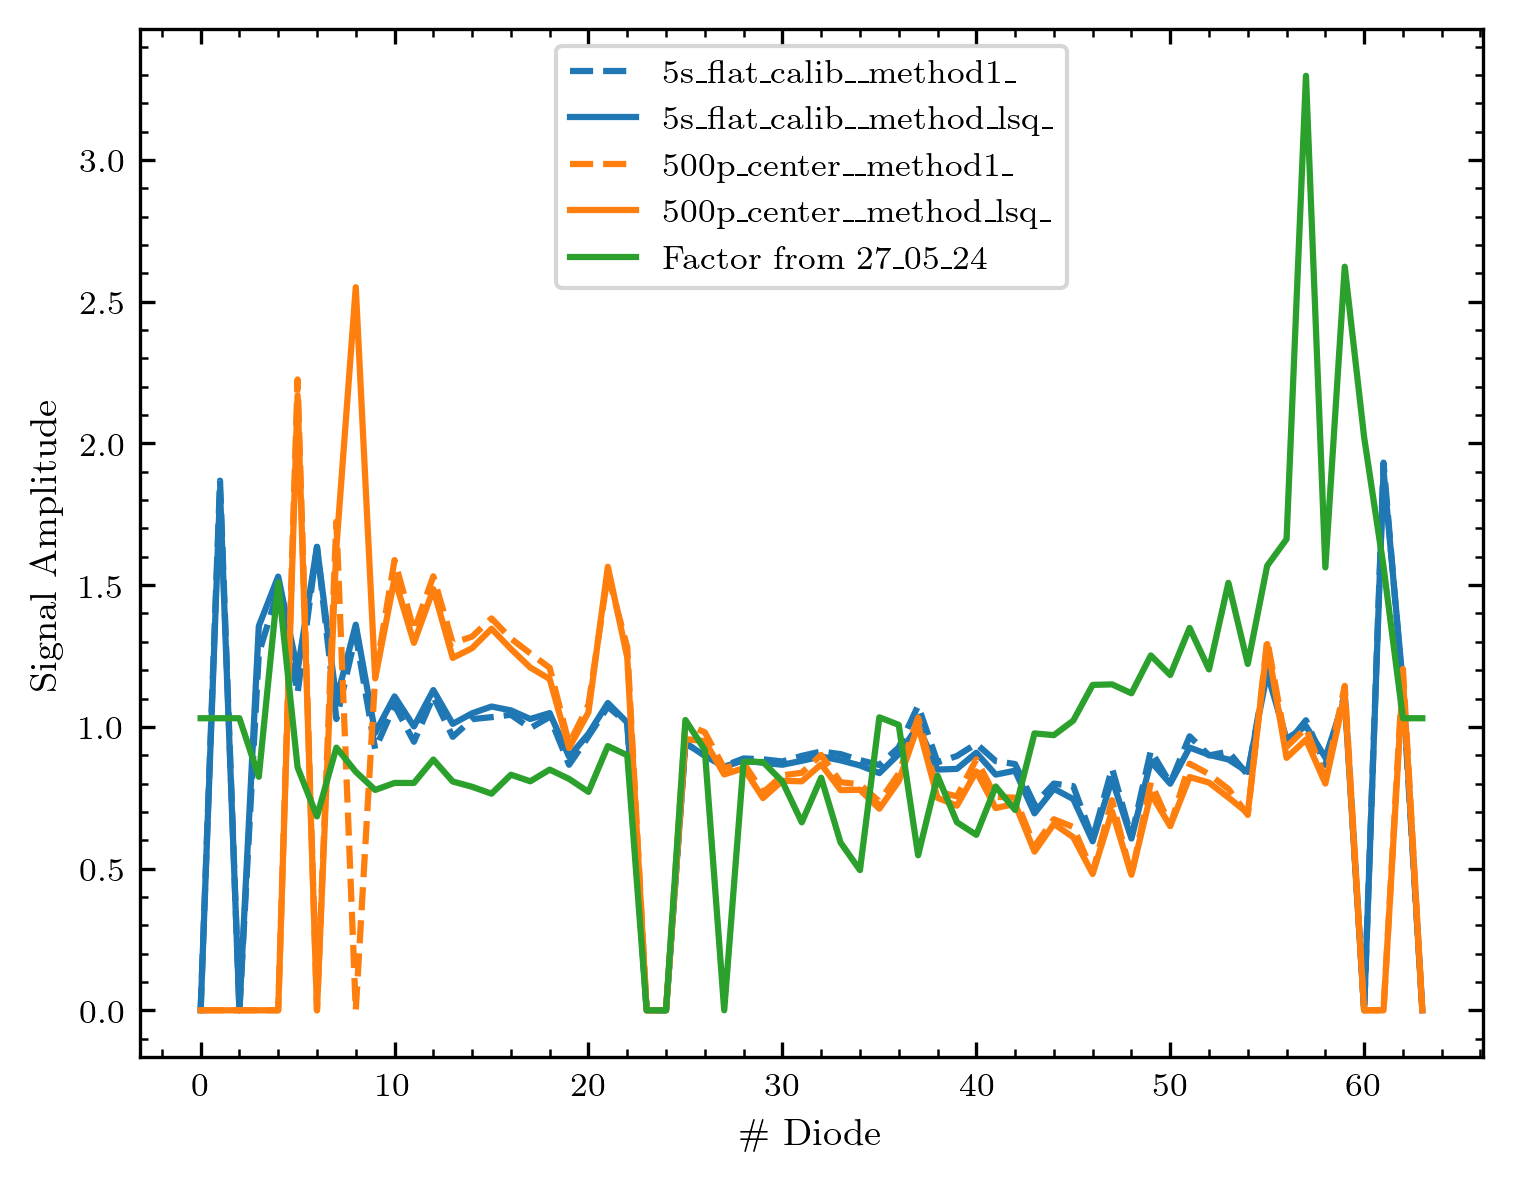 5s_flat_calib__method1_
5s_flat_calib__method_lsq_
500p_center__method1_
500p_center__method_lsq_
Factor from 27_05_24
3.0
2.5
2.0
1.5
1.0
0.5
0.0
Signal Amplitude
0 10 20 30 40 50 60
# Diode